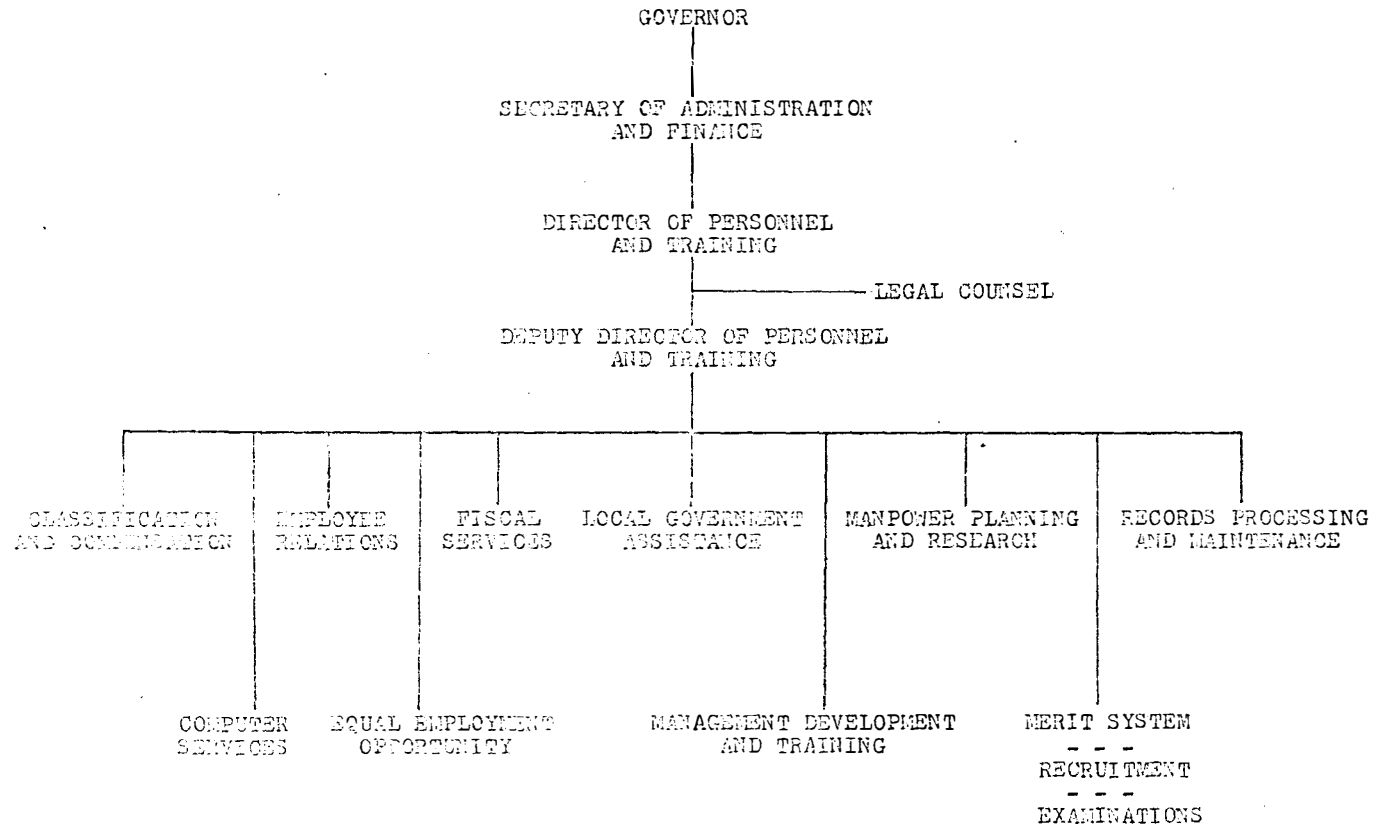 GOVERNOR
SECRETARY OF ADMINISTRATION
AND FINANCE
DIRECTOR OF PERSONNEL
AND TRAINING
LEGAL COUNSEL
DEPUTY DIRECTOR OF PERSONNEL
AND TRAINING
CLASSIFICATION
AND COMPENSATION
EMPLOYEE
RELATIONS
FISCAL
SERVICES
LOCAL GOVERNMENT
ASSISTANCE
MANPOWER PLANNING
AND RESEARCH
RECORDS PROCESSING
AND MAINTENANCE
COMPUTER
SERVICES
EQUAL EMPLOYMENT
OPPORTUNITY
MANAGEMENT DEVELOPMENT
AND TRAINING
MERIT SYSTEM
- - -
RECRUITMENT
- - -
EXAMINATIONS